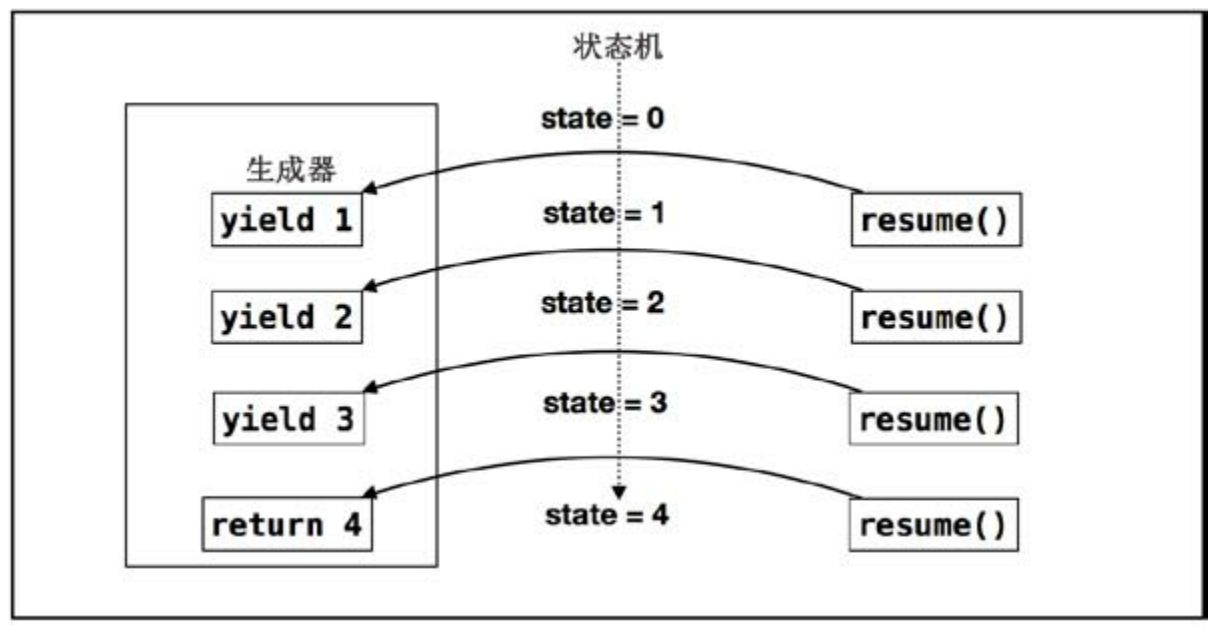 状态机
state = 0
生成器
yield 1
state = 1
resume()
yield 2
state = 2
resume()
yield 3
state = 3
resume()
return 4
state = 4
resume()